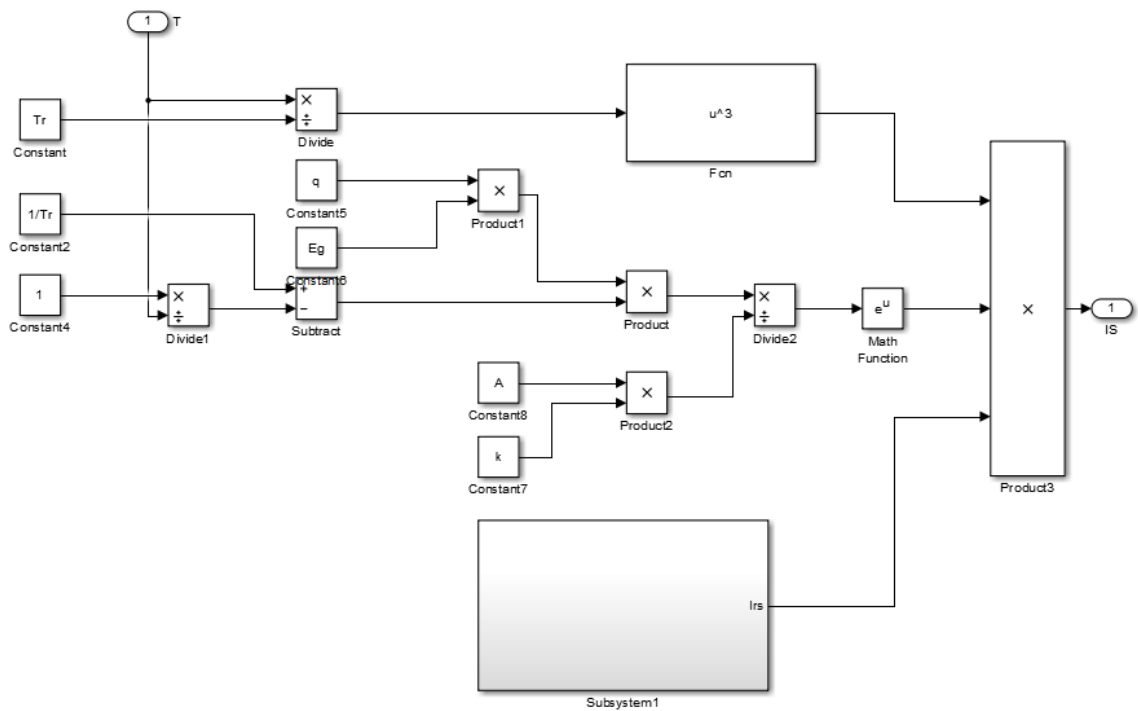 1
T
Tr
Constant
×
÷
Divide
u^3
Fcn
q
Constant5
Eg
Constant6
×
Product1
1/Tr
Constant2
1
Constant4
×
÷
Divide1
+
−
Subtract
×
Product
×
÷
Divide2
e^u
Math
Function
A
Constant8
k
Constant7
×
Product2
×
Product3
1
IS
Irs
Subsystem1